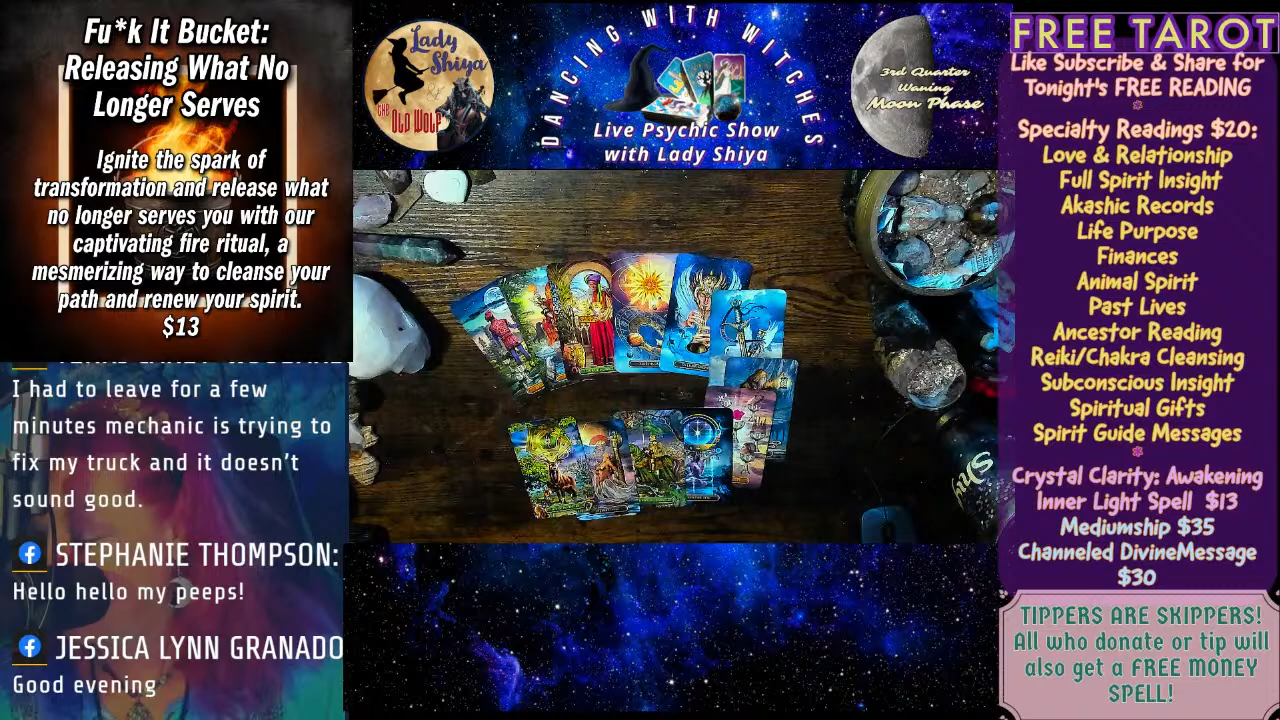 Fu*k It Bucket:
Releasing What No
Longer Serves
Ignite the spark of
transformation and release what
no longer serves you with our
captivating fire ritual, a
mesmerizing way to cleanse your
path and renew your spirit.
$13
I had to leave for a few
minutes mechanic is trying to
fix my truck and it doesn't
sound good.
STEPHANIE THOMPSON:
Hello hello my peeps!
JESSICA LYNN GRANADO
Good evening
Lady
Shiya
the
Old Wolf
DANCING WITH WITCHES
Live Psychic Show
with Lady Shiya
3rd Quarter
Waning
Moon Phase
FREE TAROT
Like Subscribe & Share for
Tonight's FREE READING
*
Specialty Readings $20:
Love & Relationship
Full Spirit Insight
Akashic Records
Life Purpose
Finances
Animal Spirit
Past Lives
Ancestor Reading
Reiki/Chakra Cleansing
Subconscious Insight
Spiritual Gifts
Spirit Guide Messages
*
Crystal Clarity: Awakening
Inner Light Spell $13
Mediumship $35
Channeled DivineMessage
$30
TIPPERS ARE SKIPPERS!
All who donate or tip will
also get a FREE MONEY
SPELL!